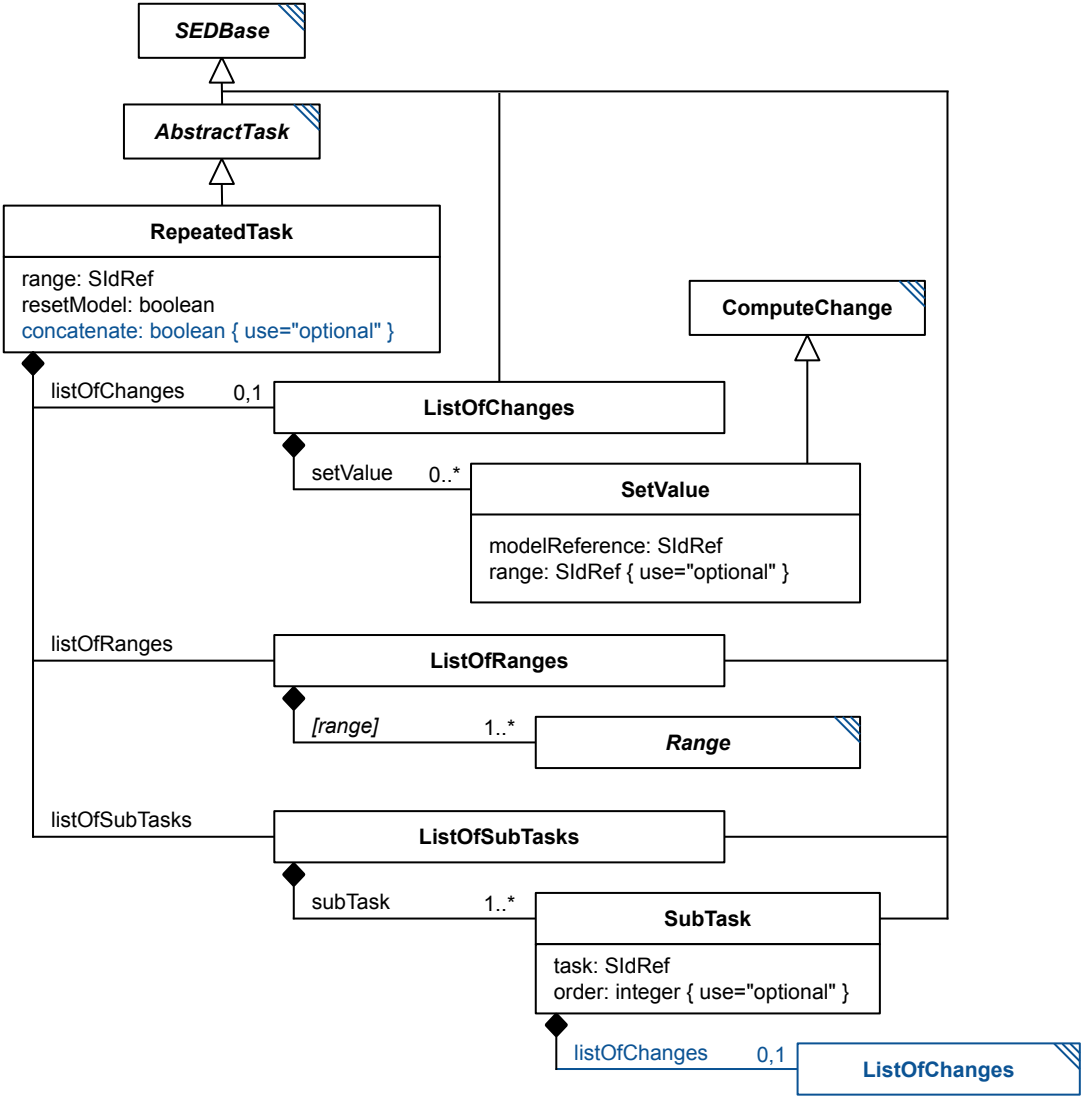 SEDBase
AbstractTask
RepeatedTask
range: SIdRef
resetModel: boolean
concatenate: boolean { use="optional" }
ComputeChange
listOfChanges 0,1
ListOfChanges
setValue 0..*
SetValue
modelReference: SIdRef
range: SIdRef { use="optional" }
listOfRanges
ListOfRanges
[range] 1..*
Range
listOfSubTasks
ListOfSubTasks
subTask 1..*
SubTask
task: SIdRef
order: integer { use="optional" }
listOfChanges 0,1
ListOfChanges